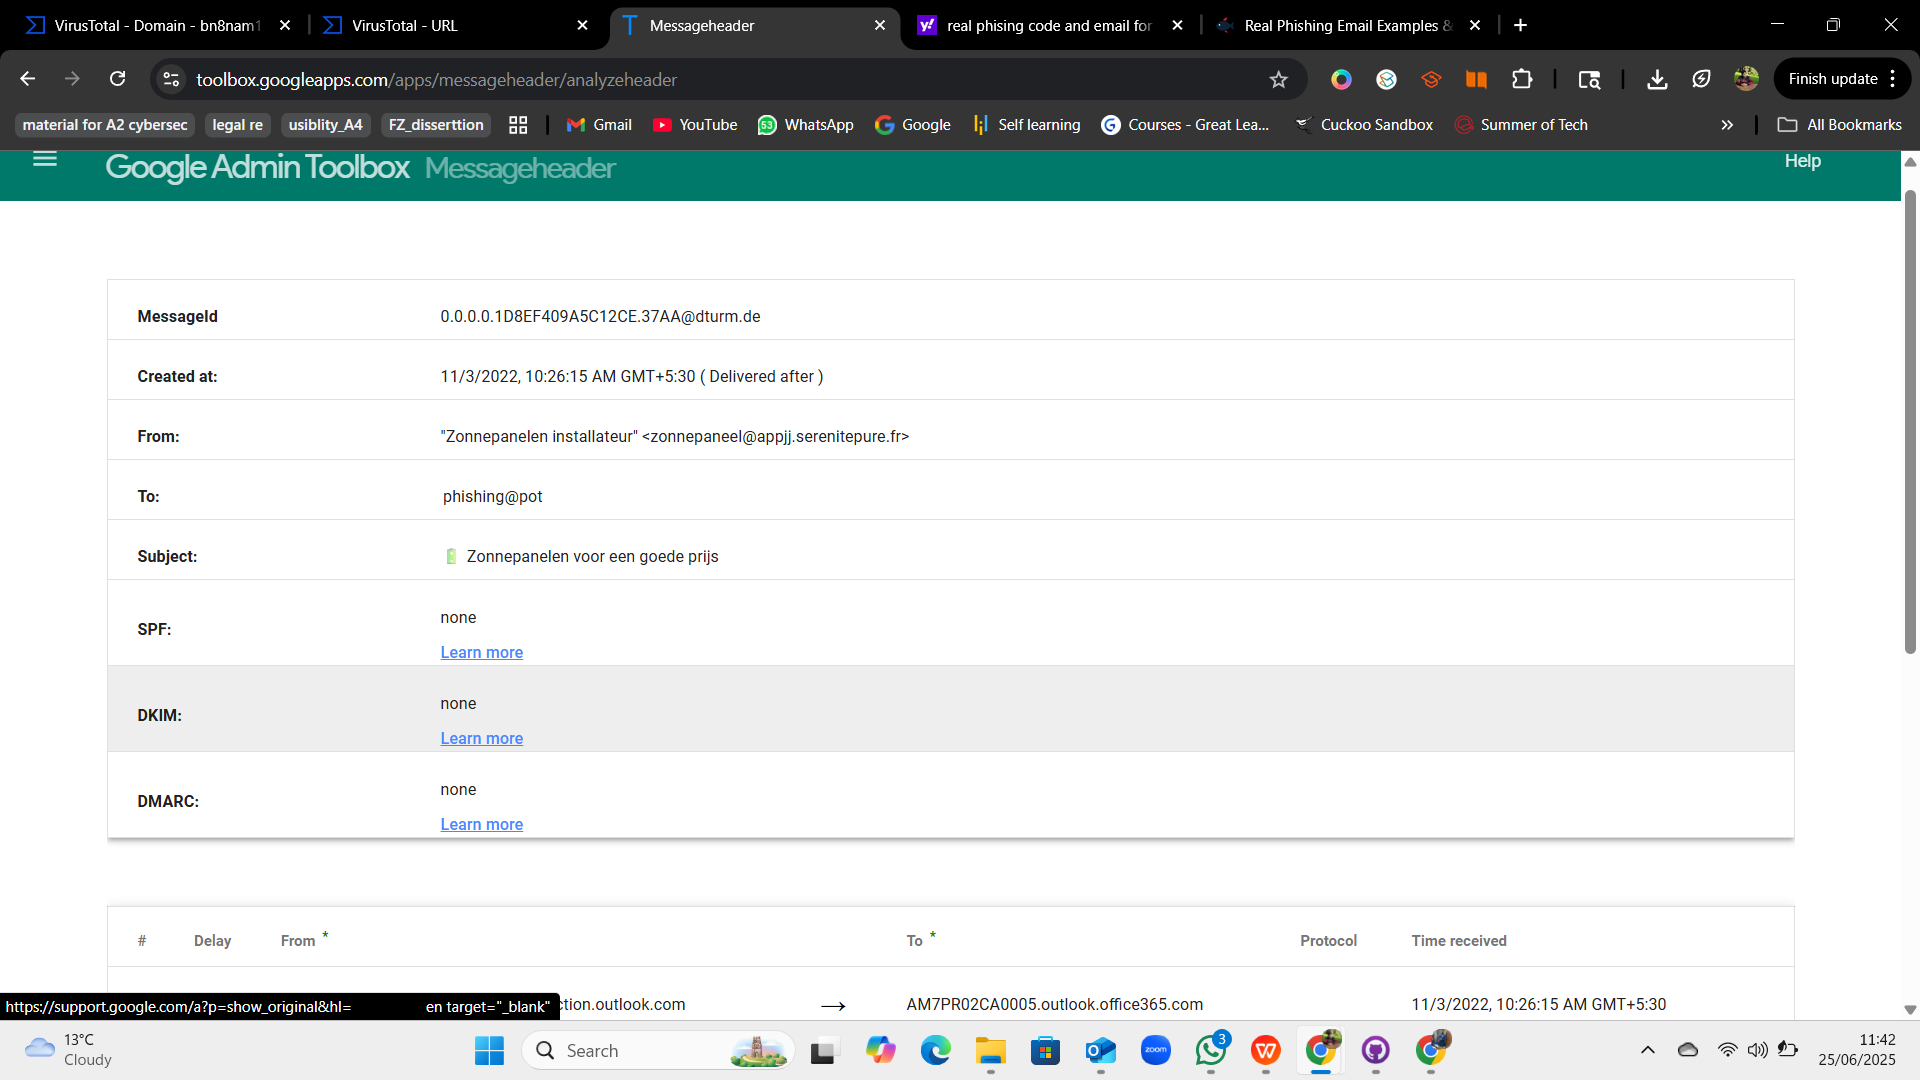 VirusTotal - Domain - bn8nam1
VirusTotal - URL
Messageheader
real phising code and email for
Real Phishing Email Examples &
toolbox.googleapps.com/apps/messageheader/analyzeheader
Finish update
material for A2 cybersec
legal re
usiblity_A4
FZ_disserttion
Gmail
YouTube
53
WhatsApp
Google
Self learning
Courses - Great Lea...
Cuckoo Sandbox
Summer of Tech
All Bookmarks
Google Admin Toolbox Messageheader
Help
MessageId 0.0.0.0.1D8EF409A5C12CE.37AA@dturm.de
Created at: 11/3/2022, 10:26:15 AM GMT+5:30 ( Delivered after )
From: "Zonnepanelen installateur" <zonnepaneel@appjj.serenitepure.fr>
To: phishing@pot
Subject: 🔋 Zonnepanelen voor een goede prijs
SPF: none
Learn more
DKIM: none
Learn more
DMARC: none
Learn more
# Delay From * To * Protocol Time received
ction.outlook.com → AM7PR02CA0005.outlook.office365.com 11/3/2022, 10:26:15 AM GMT+5:30
https://support.google.com/a?p=show_original&hl= en target="_blank"
13°C
Cloudy
Search
zoom
3
11:42
25/06/2025